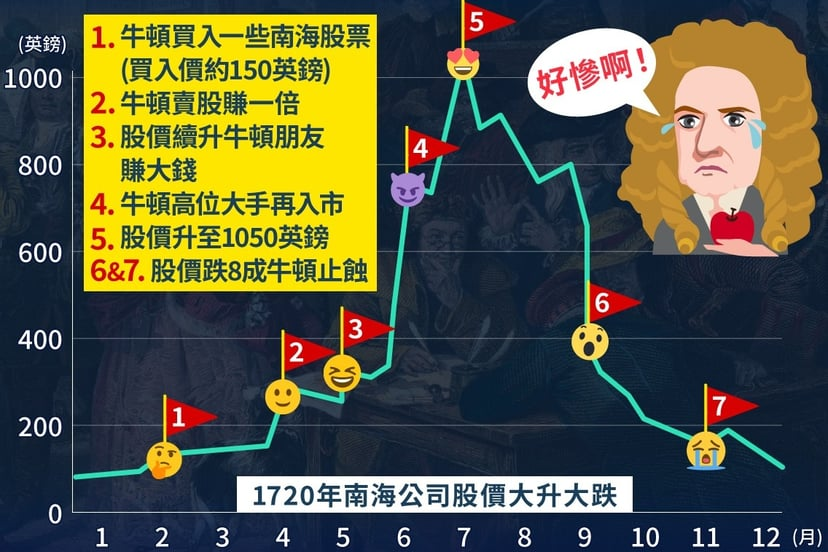 (英鎊)
1000
800
600
400
200
0
1. 牛頓買入一些南海股票
(買入價約150英鎊)
2. 牛頓賣股賺一倍
3. 股價續升牛頓朋友
賺大錢
4. 牛頓高位大手再入市
5. 股價升至1050英鎊
6&7. 股價跌8成牛頓止蝕
好慘啊!
1
2
3
4
5
6
7
1720年南海公司股價大升大跌
1 2 3 4 5 6 7 8 9 10 11 12 (月)